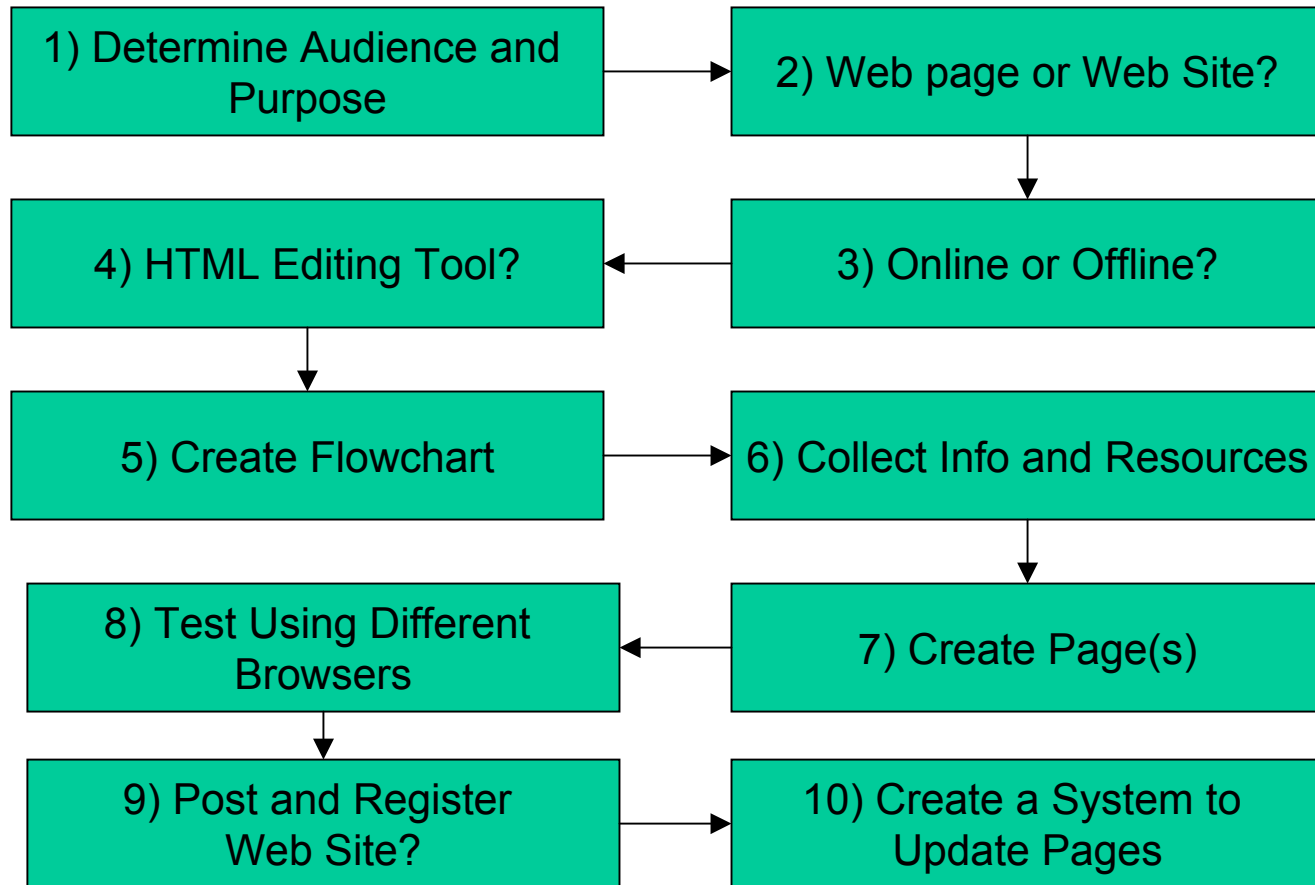 1) Determine Audience and
Purpose
2) Web page or Web Site?
3) Online or Offline?
4) HTML Editing Tool?
5) Create Flowchart
6) Collect Info and Resources
7) Create Page(s)
8) Test Using Different
Browsers
9) Post and Register
Web Site?
10) Create a System to
Update Pages